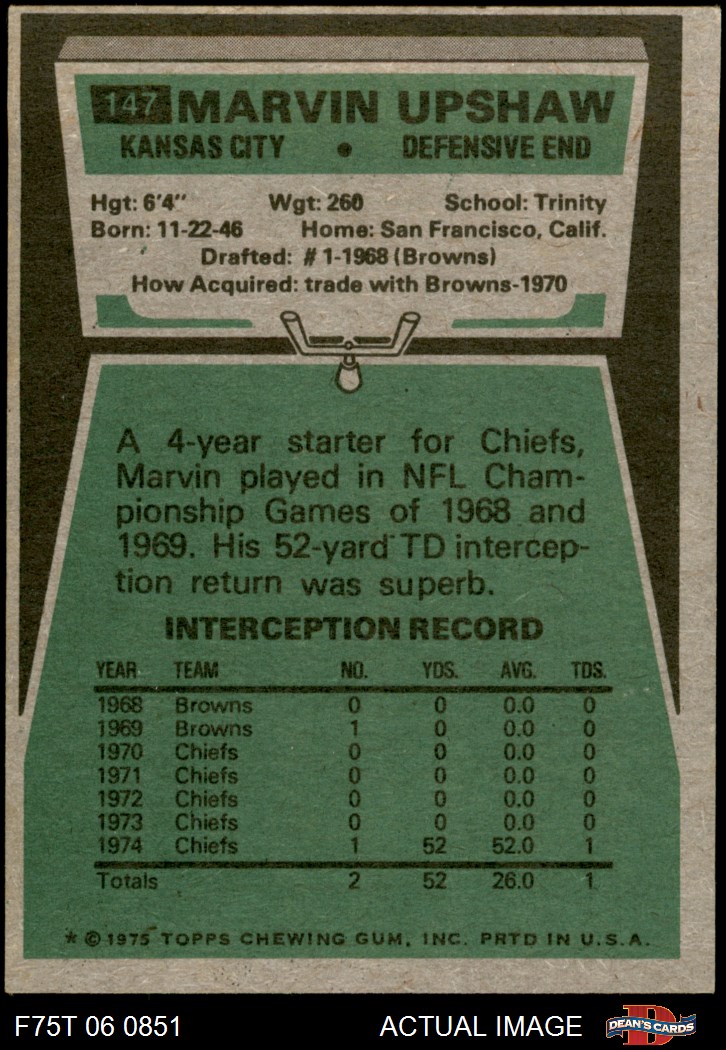 147 MARVIN UPSHAW
KANSAS CITY • DEFENSIVE END
Hgt: 6'4" Wgt: 260 School: Trinity
Born: 11-22-46 Home: San Francisco, Calif.
Drafted: #1-1968 (Browns)
How Acquired: trade with Browns-1970
A 4-year starter for Chiefs,
Marvin played in NFL Cham-
pionship Games of 1968 and
1969. His 52-yard TD intercep-
tion return was superb.
INTERCEPTION RECORD
YEAR TEAM NO. YDS. AVG. TDS.
1968 Browns 0 0 0.0 0
1969 Browns 1 0 0.0 0
1970 Chiefs 0 0 0.0 0
1971 Chiefs 0 0 0.0 0
1972 Chiefs 0 0 0.0 0
1973 Chiefs 0 0 0.0 0
1974 Chiefs 1 52 52.0 1
Totals 2 52 26.0 1
* © 1975 TOPPS CHEWING GUM, INC. PRTD IN U.S.A.
F75T 06 0851 ACTUAL IMAGE D DEAN'S CARDS